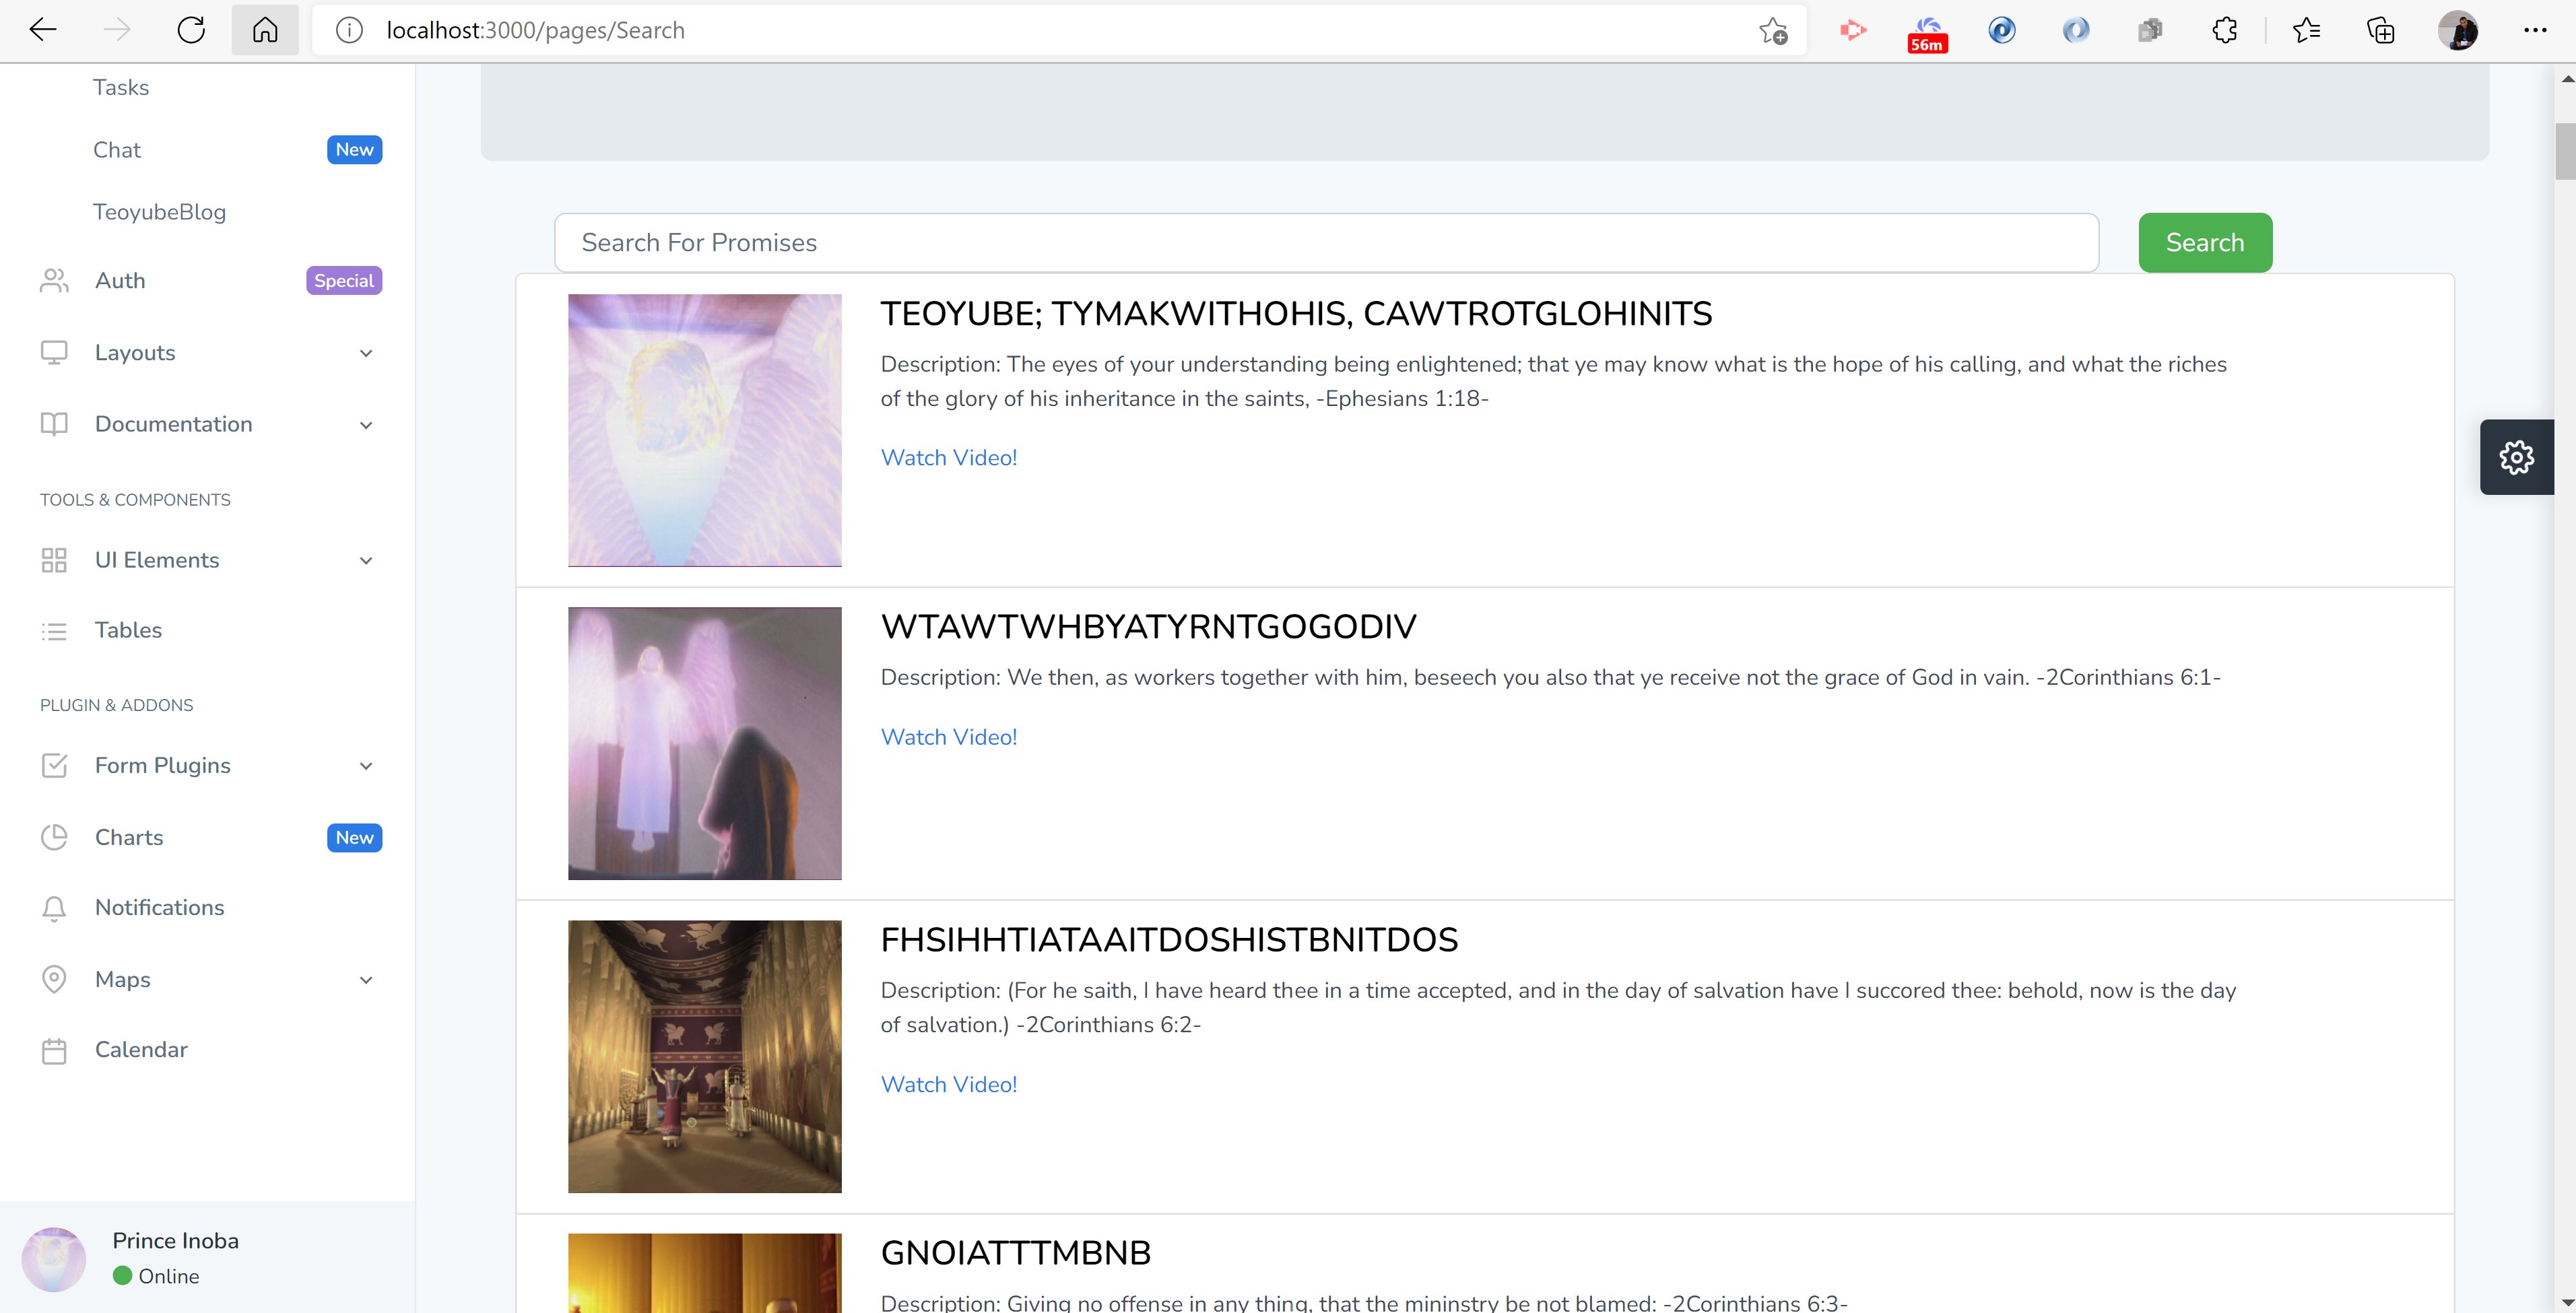 localhost:3000/pages/Search
56m
Tasks
Chat
New
TeoyubeBlog
Auth
Special
Layouts
Documentation
TOOLS & COMPONENTS
UI Elements
Tables
PLUGIN & ADDONS
Form Plugins
Charts
New
Notifications
Maps
Calendar
Prince Inoba
Online
Search For Promises
Search
TEOYUBE; TYMAKWITHOHIS, CAWTROTGLOHINITS
Description: The eyes of your understanding being enlightened; that ye may know what is the hope of his calling, and what the riches
of the glory of his inheritance in the saints, -Ephesians 1:18-
Watch Video!
WTAWTWHBYATYRNTGOGODIV
Description: We then, as workers together with him, beseech you also that ye receive not the grace of God in vain. -2Corinthians 6:1-
Watch Video!
FHSIHHTIATAAITDOSHISTBNITDOS
Description: (For he saith, I have heard thee in a time accepted, and in the day of salvation have I succored thee: behold, now is the day
of salvation.) -2Corinthians 6:2-
Watch Video!
GNOIATTTMBNB
Description: Giving no offense in any thing, that the mininstry be not blamed: -2Corinthians 6:3-